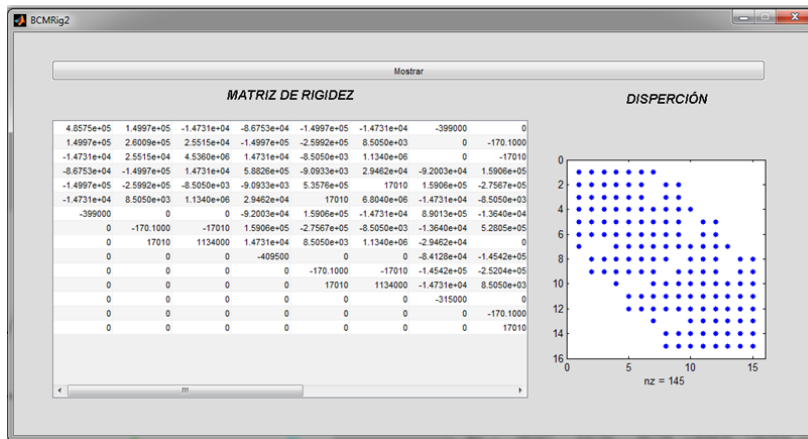 BCMRig2
Mostrar
MATRIZ DE RIGIDEZ
DISPERCIÓN
4.8575e+05 1.4997e+05 -1.4731e+04 -8.6753e+04 -1.4997e+05 -1.4731e+04 -399000 0
1.4997e+05 2.6009e+05 2.5515e+04 -1.4997e+05 -2.5992e+05 8.5050e+03 0 -170.1000
-1.4731e+04 2.5515e+04 4.5360e+06 1.4731e+04 -8.5050e+03 1.1340e+06 0 -17010
-8.6753e+04 -1.4997e+05 1.4731e+04 5.8826e+05 -9.0933e+03 2.9462e+04 -9.2003e+04 1.5906e+05
-1.4997e+05 -2.5992e+05 -8.5050e+03 -9.0933e+03 5.3576e+05 17010 1.5906e+05 -2.7567e+05
-1.4731e+04 8.5050e+03 1.1340e+06 2.9462e+04 17010 6.8040e+06 -1.4731e+04 -8.5050e+03
-399000 0 0 -9.2003e+04 1.5906e+05 -1.4731e+04 8.9013e+05 -1.3640e+04
0 -170.1000 -17010 1.5906e+05 -2.7567e+05 -8.5050e+03 -1.3640e+04 5.2805e+05
0 17010 1134000 1.4731e+04 8.5050e+03 1.1340e+06 -2.9462e+04 0
0 0 0 -409500 0 0 -8.4128e+04 -1.4542e+05
0 0 0 0 -170.1000 -17010 -1.4542e+05 -2.5204e+05
0 0 0 0 17010 1134000 -1.4731e+04 8.5050e+03
0 0 0 0 0 0 -315000 0
0 0 0 0 0 0 0 -170.1000
0 0 0 0 0 0 0 17010
0
2
4
6
8
10
12
14
16
0 5 10 15
nz = 145